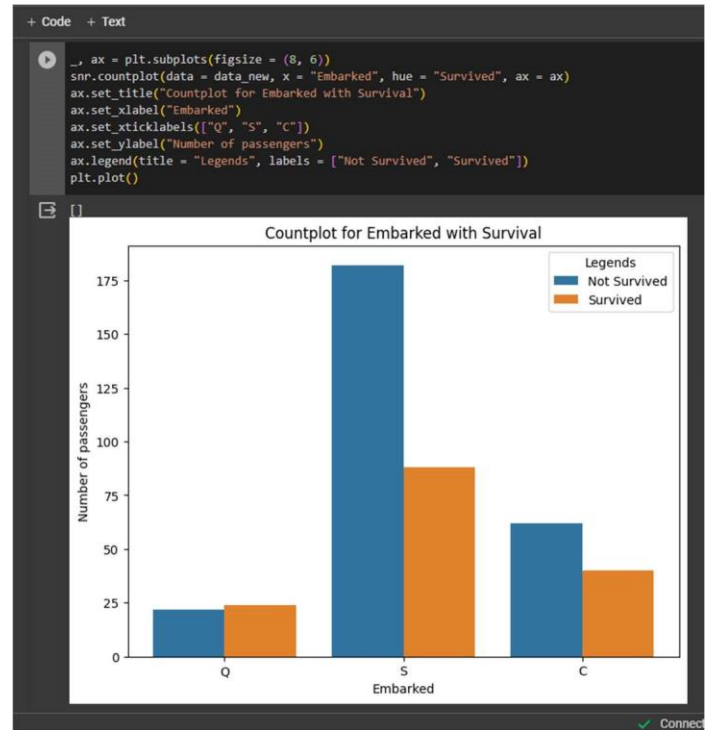 + Code + Text
_, ax = plt.subplots(figsize = (8, 6))
snr.countplot(data = data_new, x = "Embarked", hue = "Survived", ax = ax)
ax.set_title("Countplot for Embarked with Survival")
ax.set_xlabel("Embarked")
ax.set_xticklabels(["Q", "S", "C"])
ax.set_ylabel("Number of passengers")
ax.legend(title = "Legends", labels = ["Not Survived", "Survived"])
plt.plot()
[]
Countplot for Embarked with Survival
Legends
Not Survived
Survived
175
150
125
100
75
50
25
0
Number of passengers
Q S C
Embarked
Connect